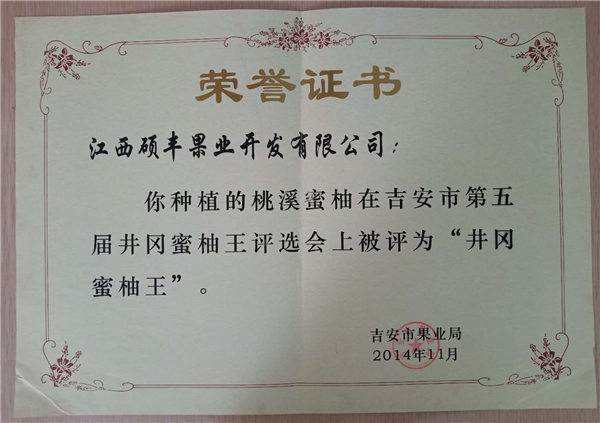 荣誉证书
江西硕丰果业开发有限公司：
你种植的桃溪蜜柚在吉安市第五
届井冈蜜柚王评选会上被评为“井冈
蜜柚王”。
吉安市果业局
2014年11月